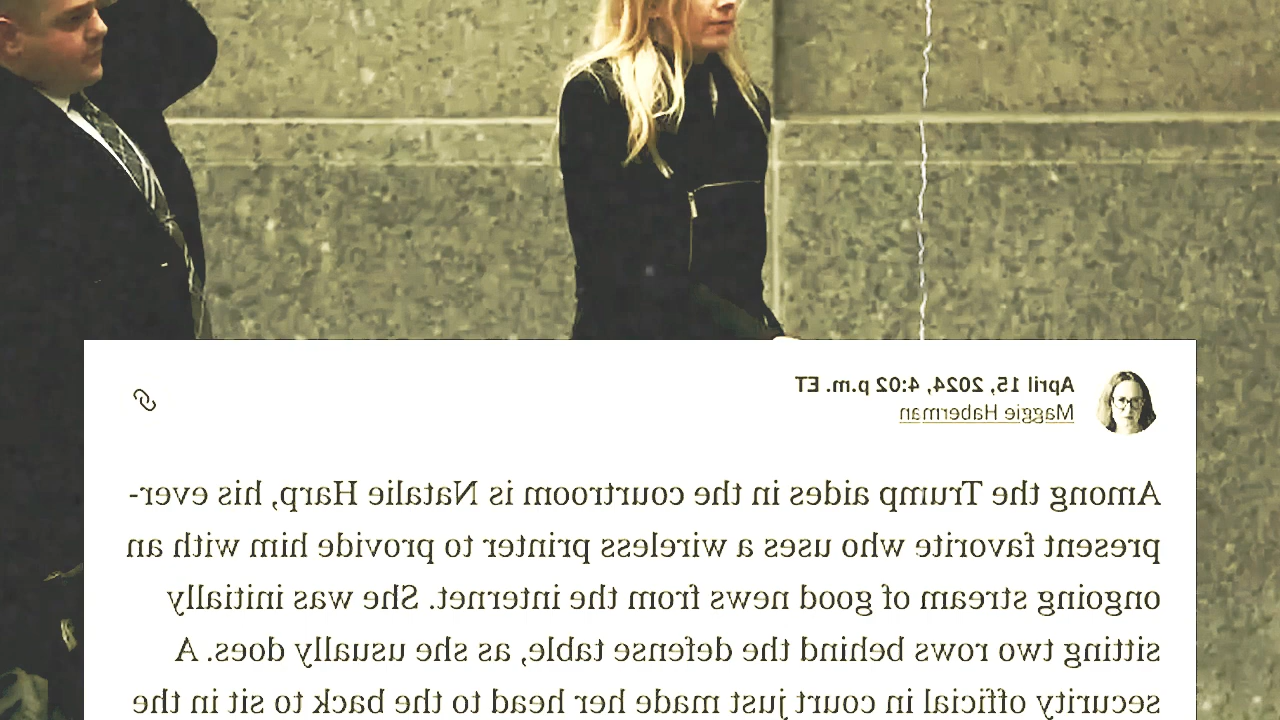 April 15, 2024, 4:02 p.m. ET
Maggie Haberman
Among the Trump aides in the courtroom is Natalie Harp, his ever-
present favorite who uses a wireless printer to provide him with an
ongoing stream of good news from the internet. She was initially
sitting two rows behind the defense table, as she usually does. A
security official in court just made her head to the back to sit in the